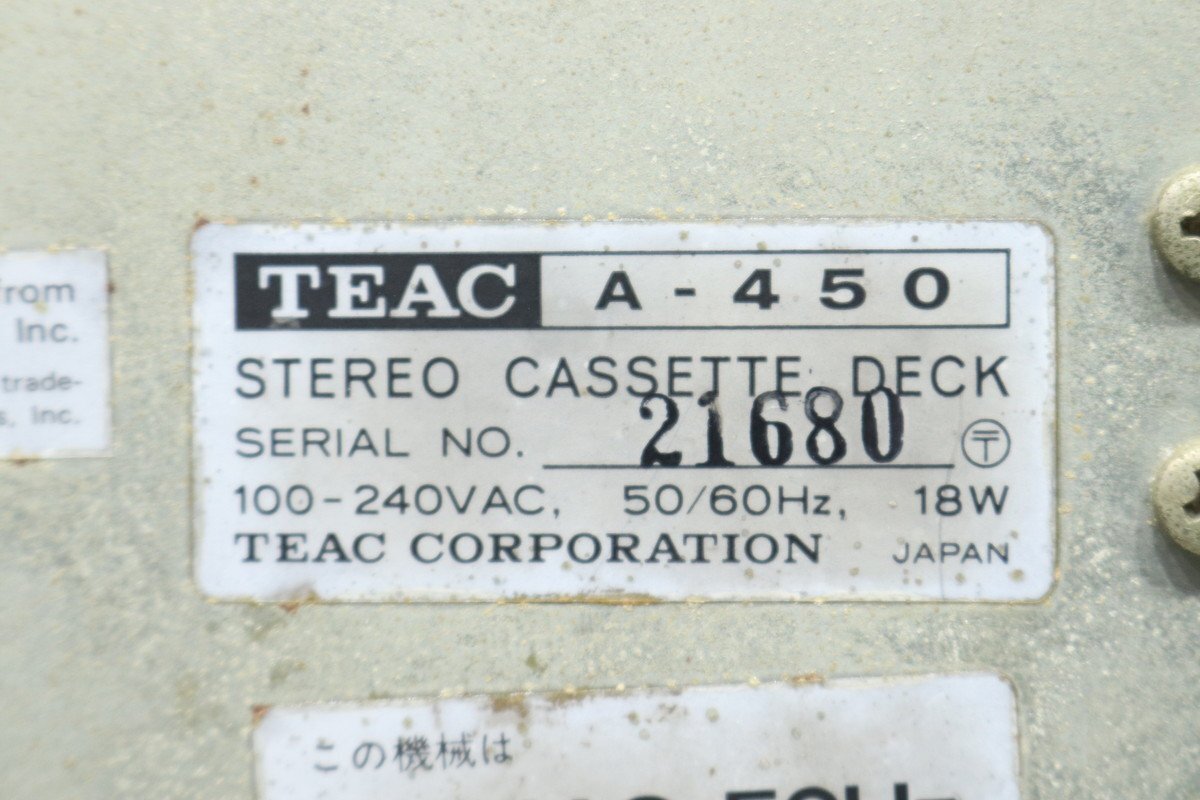 TEAC A-450
STEREO CASSETTE DECK
SERIAL NO. 21680 〶
100-240VAC, 50/60Hz, 18W
TEAC CORPORATION JAPAN
from
Inc.
trade-
s, Inc.
この機械は